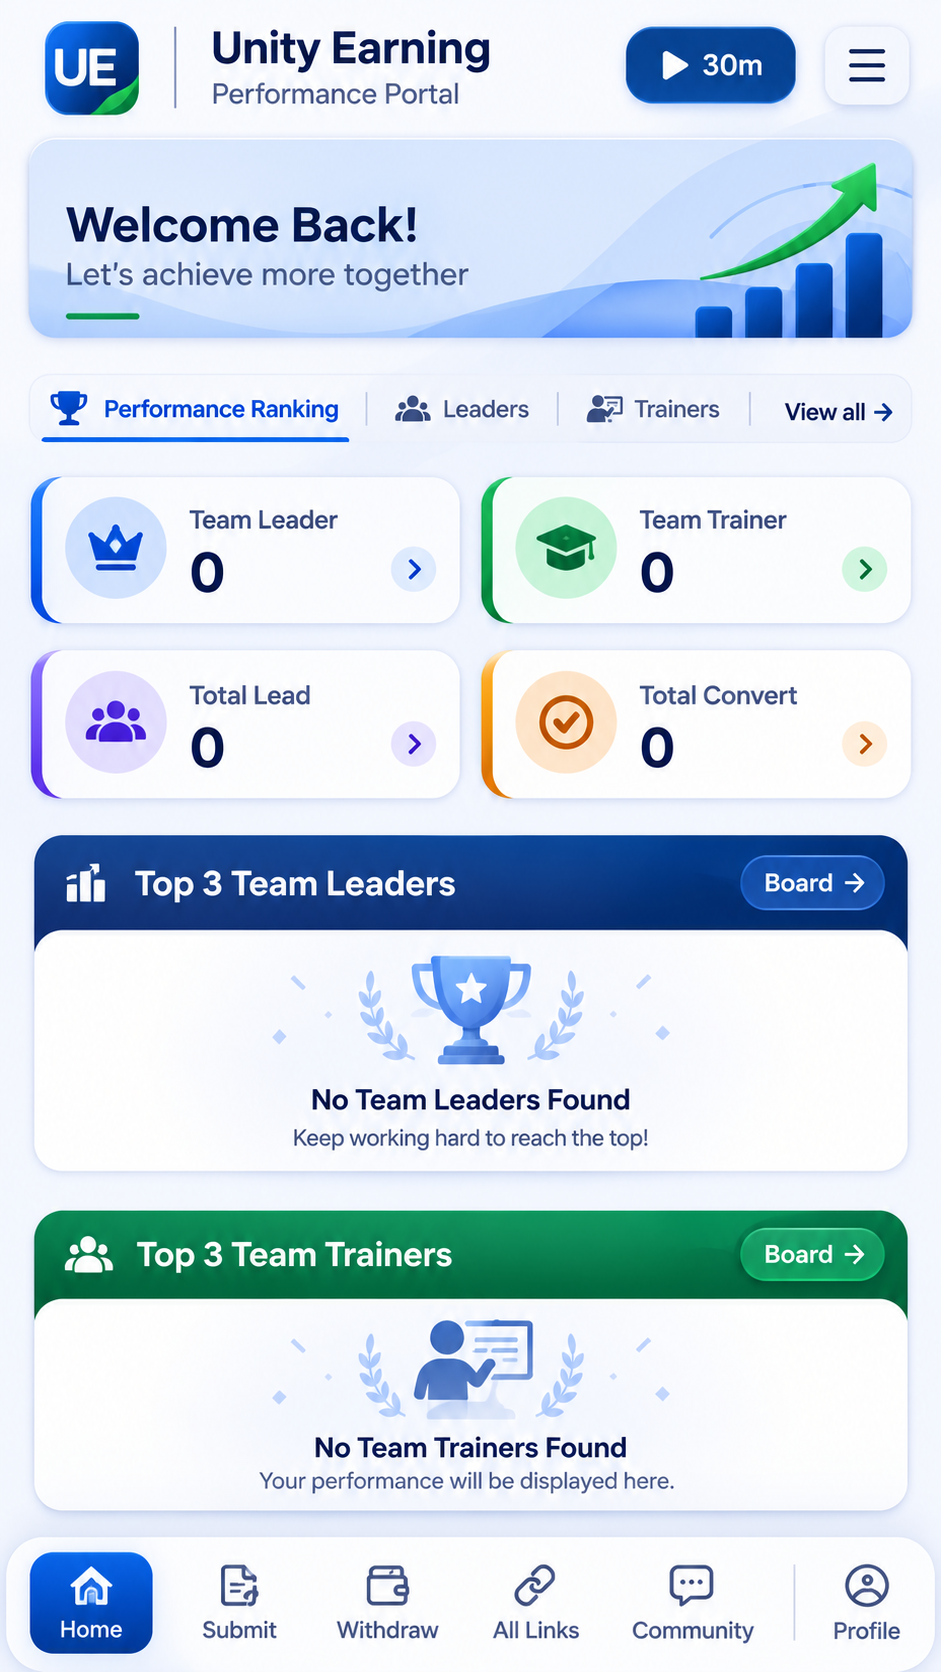 UE
Unity Earning
Performance Portal
30m
Welcome Back!
Let's achieve more together
Performance Ranking
Leaders
Trainers
View all →
Team Leader
0
Team Trainer
0
Total Lead
0
Total Convert
0
Top 3 Team Leaders
Board →
No Team Leaders Found
Keep working hard to reach the top!
Top 3 Team Trainers
Board →
No Team Trainers Found
Your performance will be displayed here.
Home
Submit
Withdraw
All Links
Community
Profile